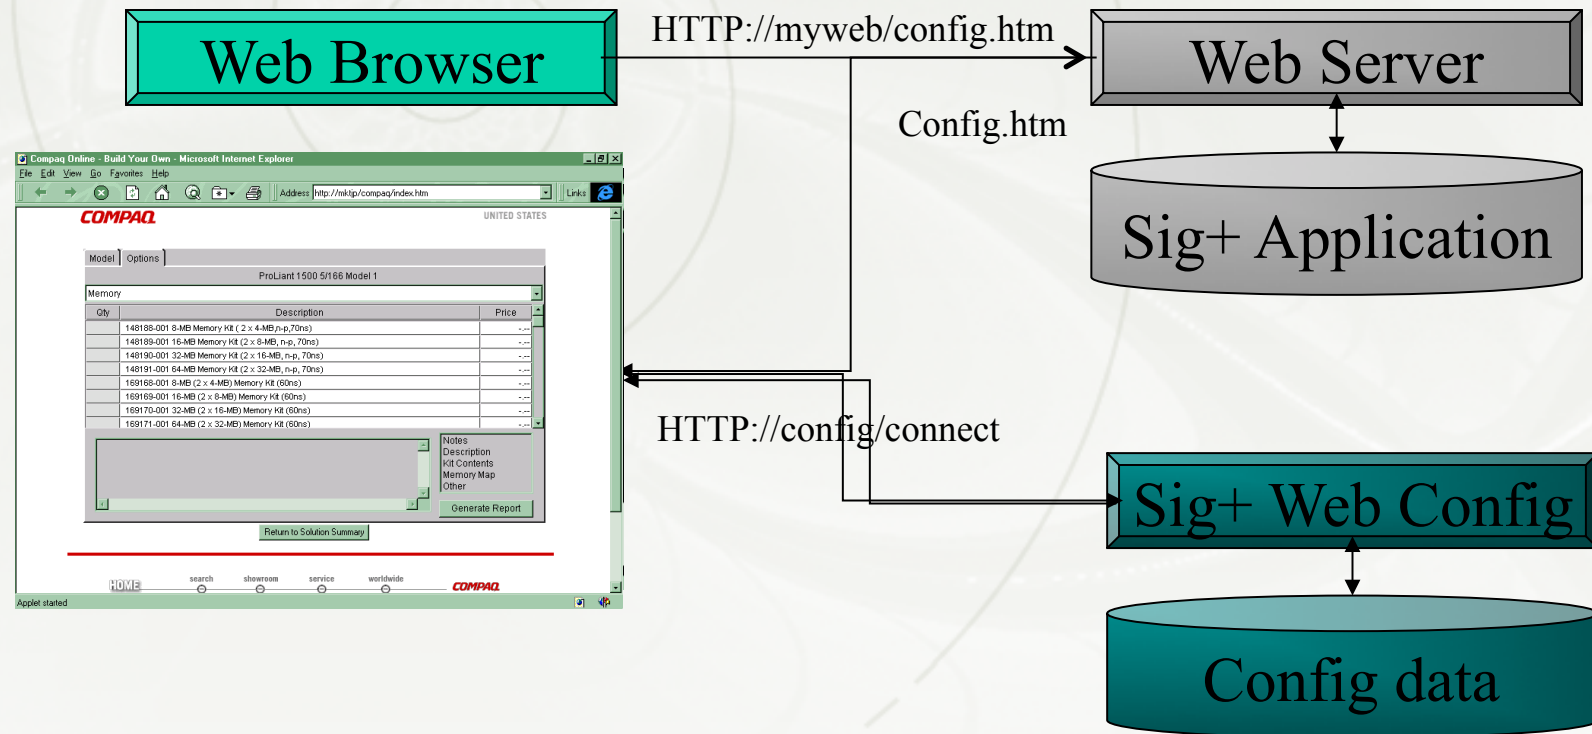 Web Browser
HTTP://myweb/config.htm
Web Server
Config.htm
Sig+ Application
Compaq Online - Build Your Own - Microsoft Internet Explorer
File Edit View Go Favorites Help
Address http://mktjp/compaq/index.htm Links
COMPAQ UNITED STATES
Model Options
ProLiant 1500 5/166 Model 1
Memory
Qty Description Price
148188-001 8-MB Memory Kit ( 2 x 4-MB,n-p,70ns) -.--
148189-001 16-MB Memory Kit (2 x 8-MB, n-p, 70ns) -.--
148190-001 32-MB Memory Kit (2 x 16-MB, n-p, 70ns) -.--
148191-001 64-MB Memory Kit (2 x 32-MB, n-p, 70ns) -.--
169168-001 8-MB (2 x 4-MB) Memory Kit (60ns) -.--
169169-001 16-MB (2 x 8-MB) Memory Kit (60ns) -.--
169170-001 32-MB (2 x 16-MB) Memory Kit (60ns) -.--
169171-001 64-MB (2 x 32-MB) Memory Kit (60ns) -.--
Notes
Description
Kit Contents
Memory Map
Other
Generate Report
Return to Solution Summary
HOME search showroom service worldwide COMPAQ
Applet started
HTTP://config/connect
Sig+ Web Config
Config data